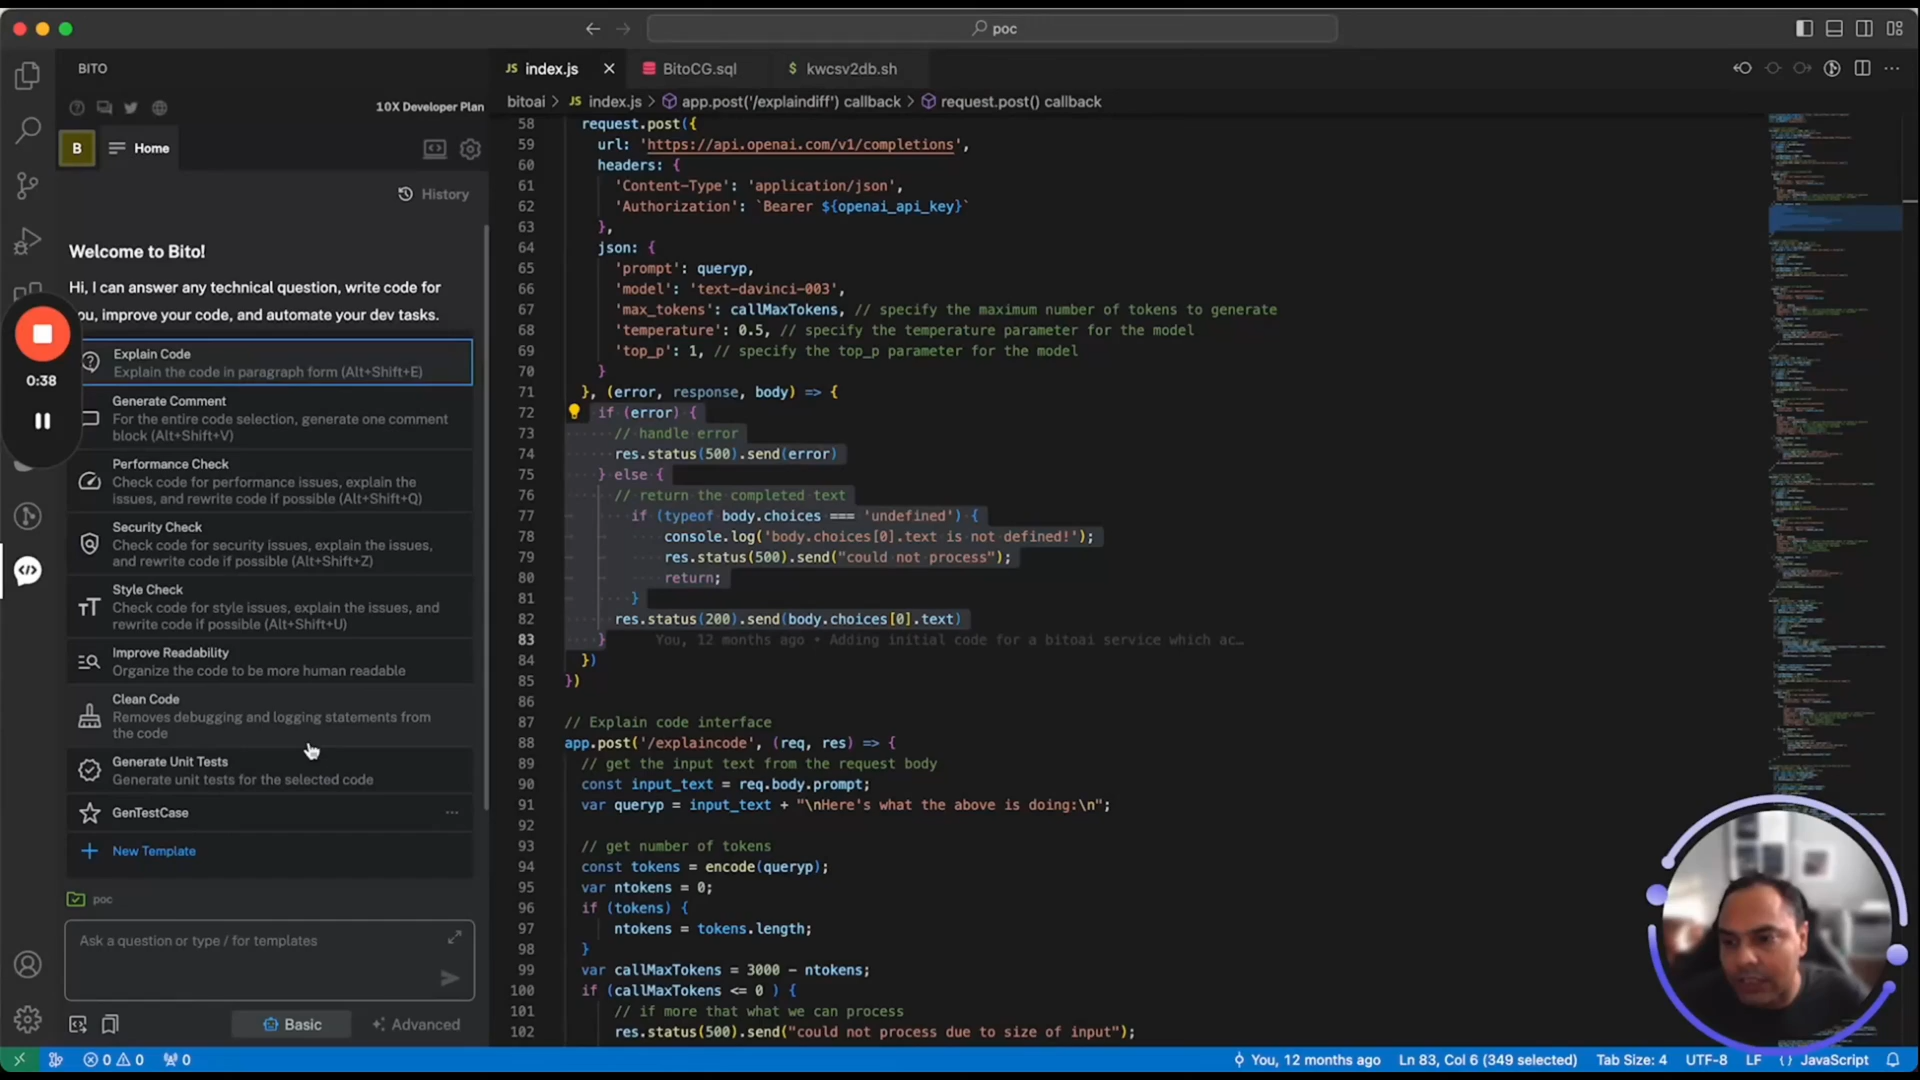 poc
BITO
10X Developer Plan
B
Home
History
Welcome to Bito!
Hi, I can answer any technical question, write code for
ou, improve your code, and automate your dev tasks.
0:38
Explain Code
Explain the code in paragraph form (Alt+Shift+E)
Generate Comment
For the entire code selection, generate one comment
block (Alt+Shift+V)
Performance Check
Check code for performance issues, explain the
issues, and rewrite code if possible (Alt+Shift+Q)
Security Check
Check code for security issues, explain the issues,
and rewrite code if possible (Alt+Shift+Z)
Style Check
Check code for style issues, explain the issues, and
rewrite code if possible (Alt+Shift+U)
Improve Readability
Organize the code to be more human readable
Clean Code
Removes debugging and logging statements from
the code
Generate Unit Tests
Generate unit tests for the selected code
GenTestCase
New Template
poc
Ask a question or type / for templates
Basic Advanced
JS index.js BitoCG.sql $ kwcsv2db.sh
bitoai > JS index.js > app.post('/explaindiff') callback > request.post() callback
58 request.post({
59 url: 'https://api.openai.com/v1/completions',
60 headers: {
61 'Content-Type': 'application/json',
62 'Authorization': `Bearer ${openai_api_key}`
63 },
64 json: {
65 'prompt': queryp,
66 'model': 'text-davinci-003',
67 'max_tokens': callMaxTokens, // specify the maximum number of tokens to generate
68 'temperature': 0.5, // specify the temperature parameter for the model
69 'top_p': 1, // specify the top_p parameter for the model
70 }
71 }, (error, response, body) => {
72 if (error) {
73 // handle error
74 res.status(500).send(error)
75 } else {
76 // return the completed text
77 if (typeof body.choices === 'undefined') {
78 console.log('body.choices[0].text is not defined!');
79 res.status(500).send("could not process");
80 return;
81 }
82 res.status(200).send(body.choices[0].text)
83 } You, 12 months ago • Adding initial code for a bitoai service which ac…
84 })
85 })
86
87 // Explain code interface
88 app.post('/explaincode', (req, res) => {
89 // get the input text from the request body
90 const input_text = req.body.prompt;
91 var queryp = input_text + "\nHere's what the above is doing:\n";
92
93 // get number of tokens
94 const tokens = encode(queryp);
95 var ntokens = 0;
96 if (tokens) {
97 ntokens = tokens.length;
98 }
99 var callMaxTokens = 3000 - ntokens;
100 if (callMaxTokens <= 0 ) {
101 // if more that what we can process
102 res.status(500).send("could not process due to size of input");
0 0 0 You, 12 months ago Ln 83, Col 6 (349 selected) Tab Size: 4 UTF-8 LF {} JavaScript